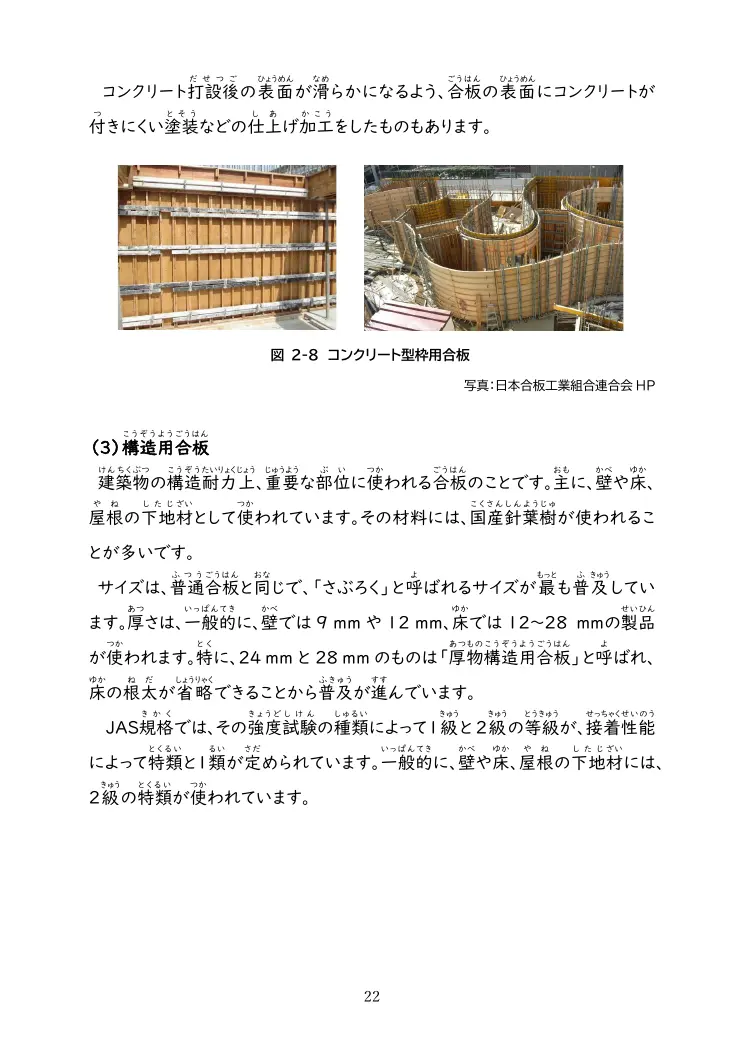 コンクリート打設後の表面が滑らかになるよう、合板の表面にコンクリートが
付きにくい塗装などの仕上げ加工をしたものもあります。
図 2-8 コンクリート型枠用合板
写真：日本合板工業組合連合会 HP
（3）構造用合板
建築物の構造耐力上、重要な部位に使われる合板のことです。主に、壁や床、
屋根の下地材として使われています。その材料には、国産針葉樹が使われるこ
とが多いです。
サイズは、普通合板と同じで、「さぶろく」と呼ばれるサイズが最も普及してい
ます。厚さは、一般的に、壁では 9 mm や 12 mm、床では 12～28 mmの製品
が使われます。特に、24 mm と 28 mm のものは「厚物構造用合板」と呼ばれ、
床の根太が省略できることから普及が進んでいます。
JAS規格では、その強度試験の種類によって1級と2級の等級が、接着性能
によって特類と1類が定められています。一般的に、壁や床、屋根の下地材には、
2級の特類が使われています。
22